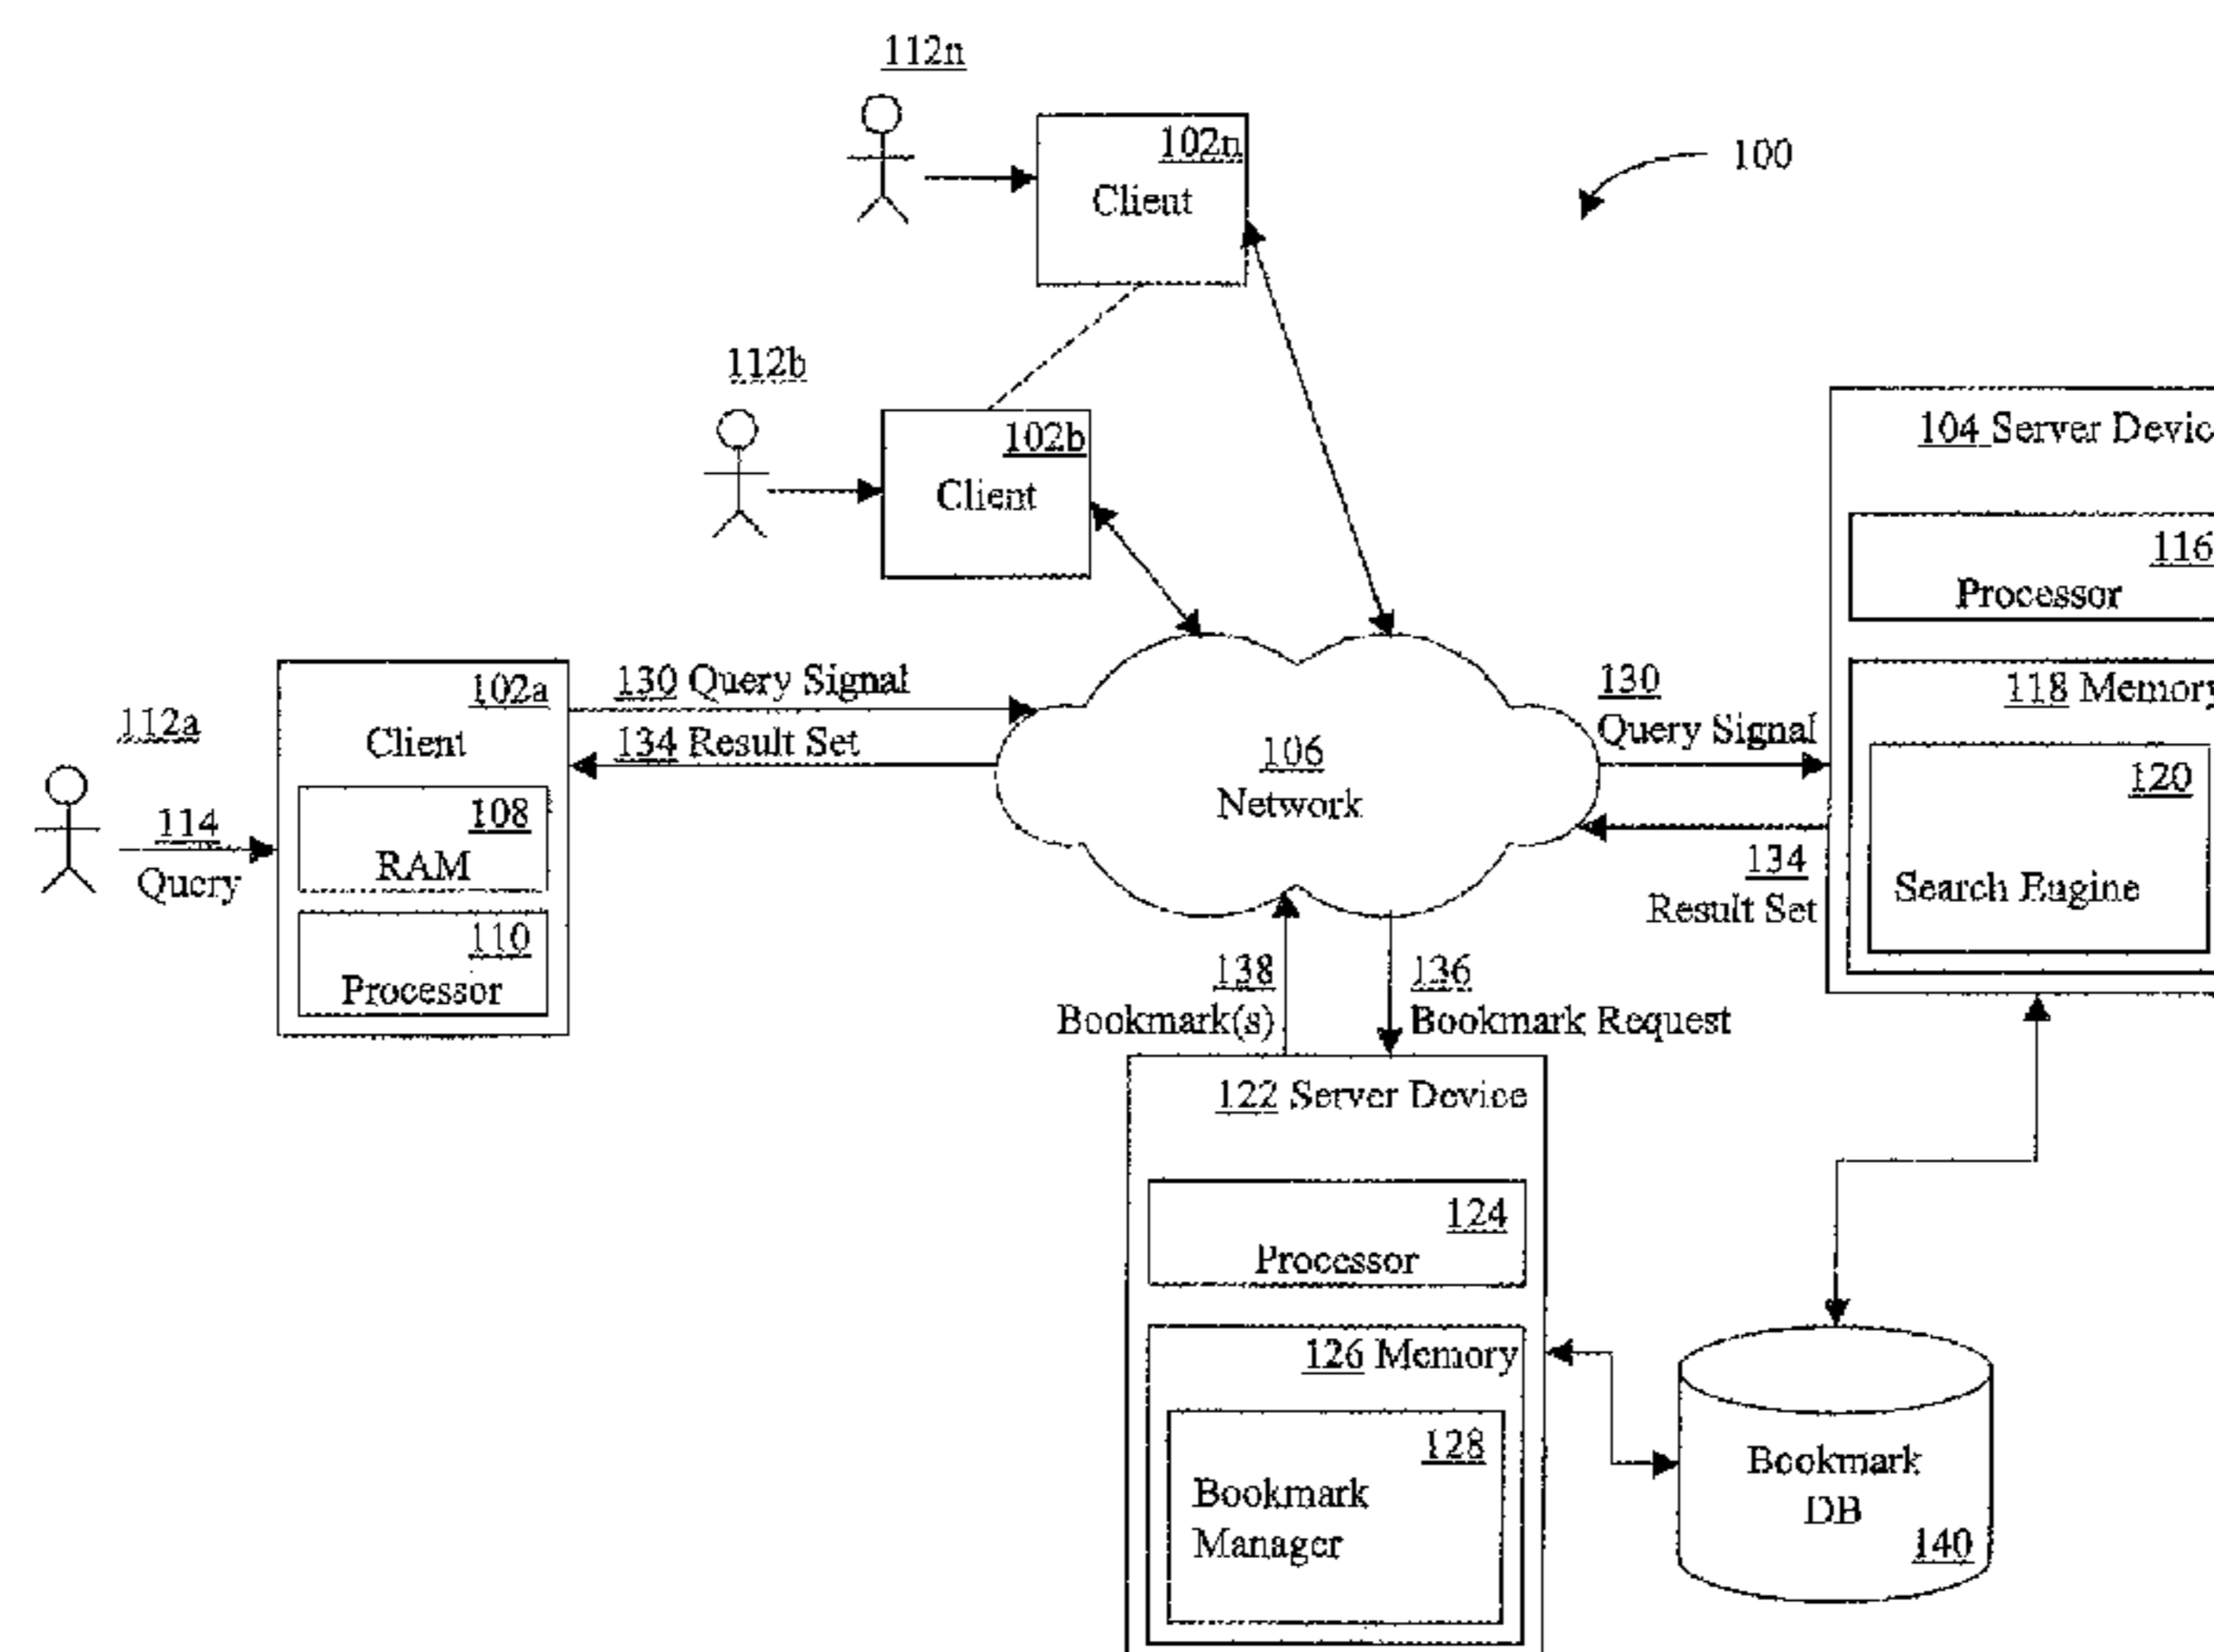 112n
102n
Client
100
112b
102b
Client
104 Server Devic
116
Processor
118 Memory
120
Search Engine
102a
Client
108
RAM
110
Processor
112a
114
Query
130 Query Signal
134 Result Set
106
Network
130
Query Signal
134
Result Set
138
Bookmark(s)
136
Bookmark Request
122 Server Device
124
Processor
126 Memory
128
Bookmark
Manager
Bookmark
DB
140